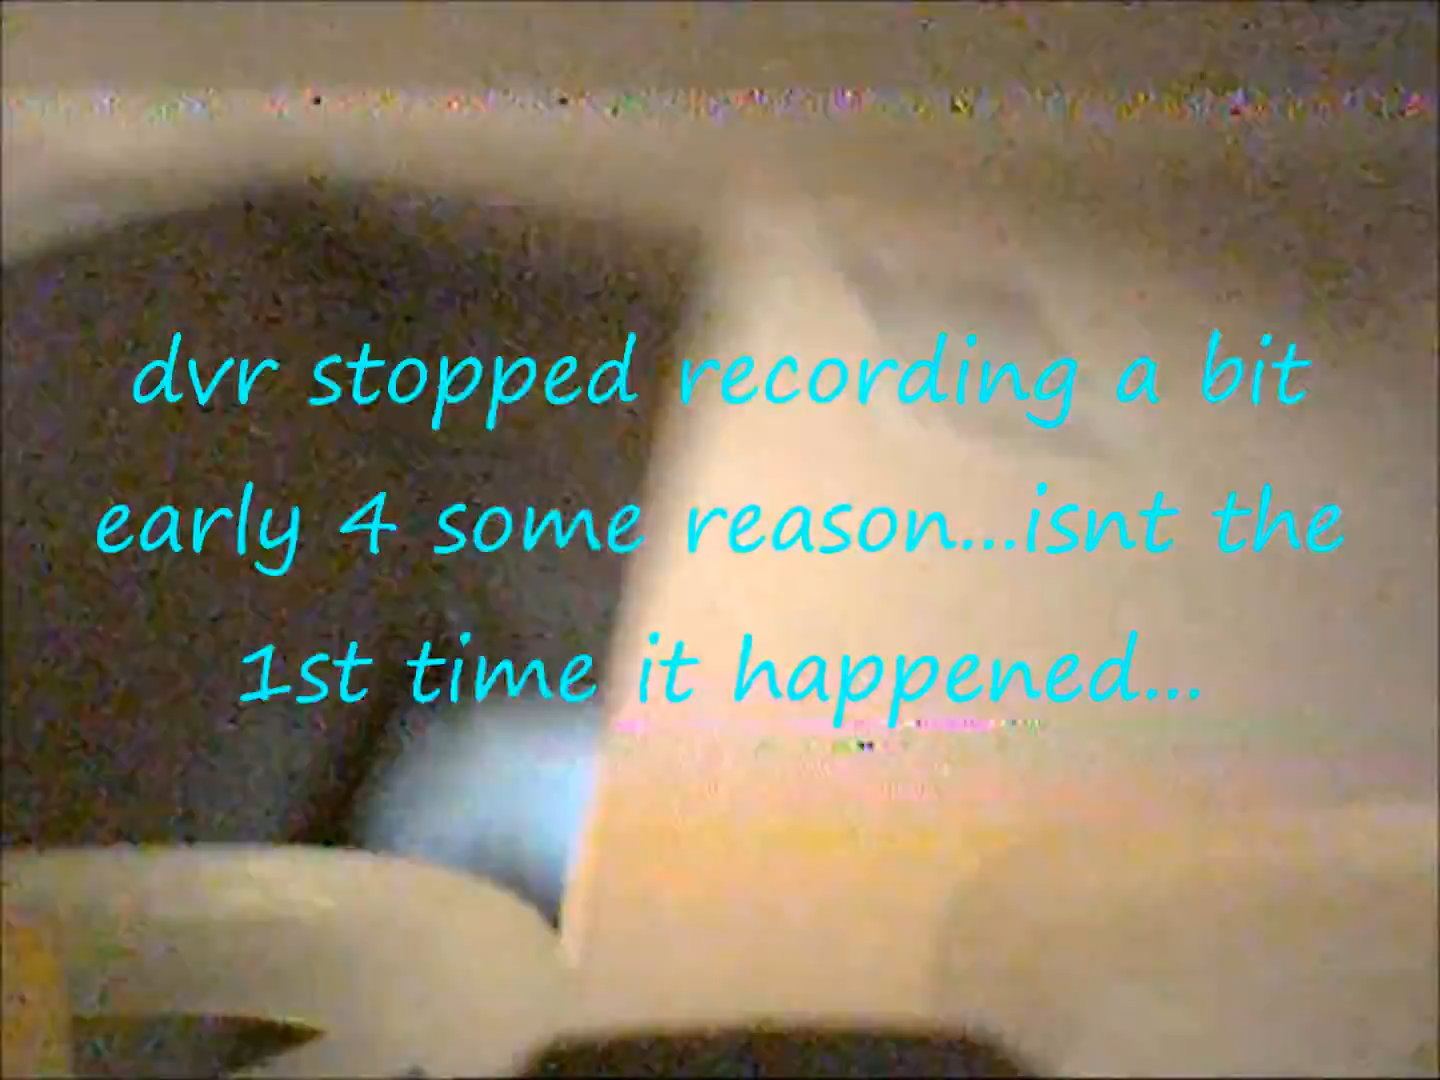 dvr stopped recording a bit
early 4 some reason...isnt the
1st time it happened...